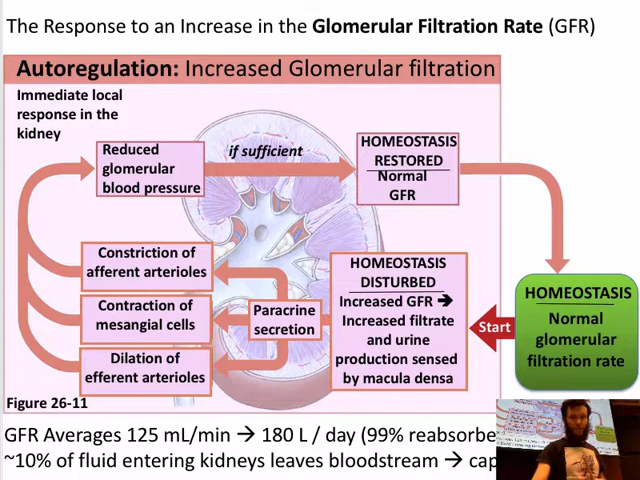 The Response to an Increase in the Glomerular Filtration Rate (GFR)
Autoregulation: Increased Glomerular filtration
Immediate local
response in the
kidney
Reduced
glomerular
blood pressure
if sufficient
HOMEOSTASIS
RESTORED
Normal
GFR
Constriction of
afferent arterioles
Contraction of
mesangial cells
Dilation of
efferent arterioles
Paracrine
secretion
HOMEOSTASIS
DISTURBED
Increased GFR →
Increased filtrate
and urine
production sensed
by macula densa
Start
HOMEOSTASIS
Normal
glomerular
filtration rate
Figure 26-11
GFR Averages 125 mL/min → 180 L / day (99% reabsorbe
~10% of fluid entering kidneys leaves bloodstream → cap